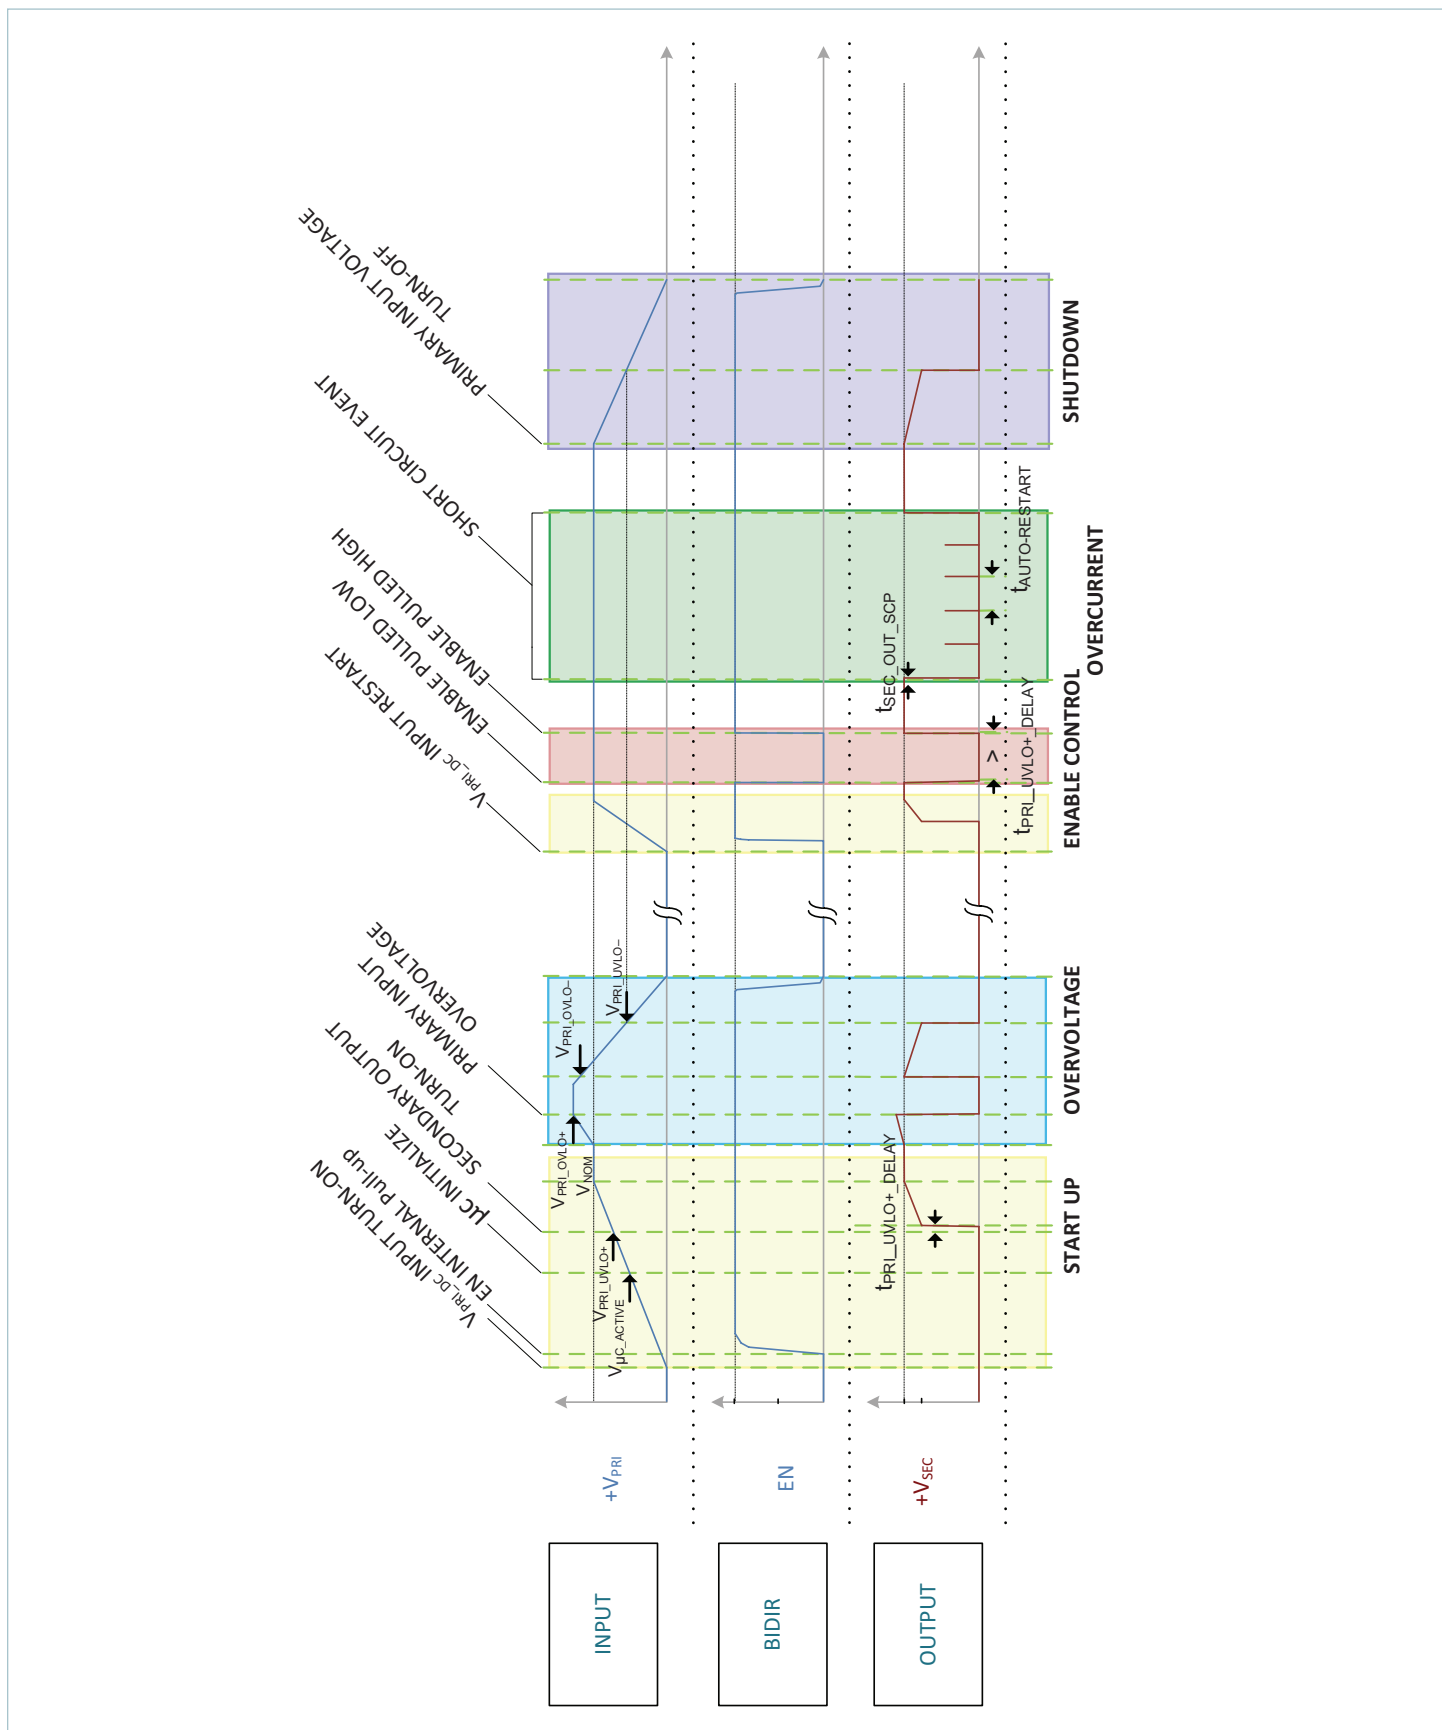 V PRI_DC INPUT TURN-ON
EN INTERNAL Pull-up
µC INITIALIZE
SECONDARY OUTPUT
TURN-ON
PRIMARY INPUT
OVERVOLTAGE
V PRI_DC INPUT RESTART
ENABLE PULLED LOW
ENABLE PULLED HIGH
SHORT CIRCUIT EVENT
PRIMARY INPUT VOLTAGE
TURN-OFF
INPUT
+VPRI
VµC_ACTIVE
VPRI_UVLO+
VPRI_OVLO+
VNOM
VPRI_OVLO–
VPRI_UVLO–
BIDIR
EN
OUTPUT
+VSEC
tPRI_UVLO+_DELAY
tSEC_OUT_SCP
>
tPRI_UVLO+_DELAY
tAUTO-RESTART
START UP
OVERVOLTAGE
ENABLE CONTROL
OVERCURRENT
SHUTDOWN